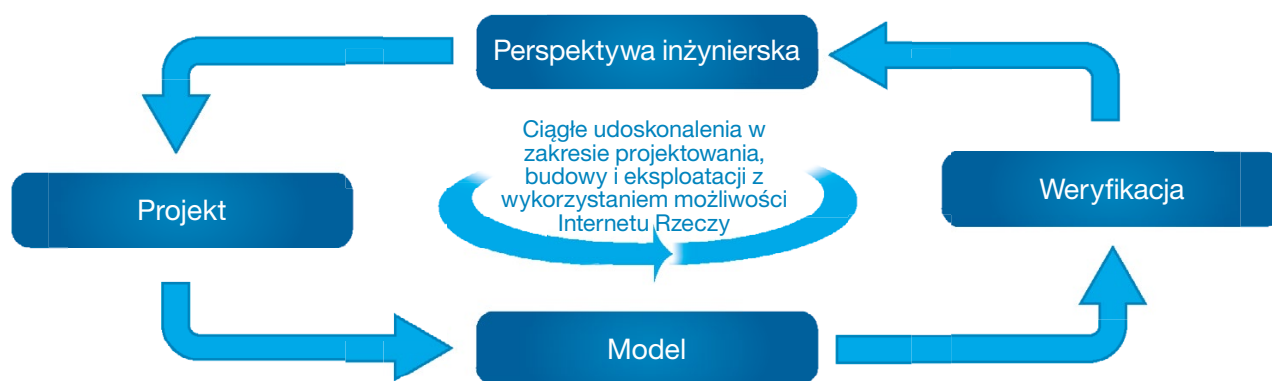 Perspektywa inżynierska
Ciągłe udoskonalenia w
zakresie projektowania,
budowy i eksploatacji z
wykorzystaniem możliwości
Internetu Rzeczy
Projekt
Weryfikacja
Model